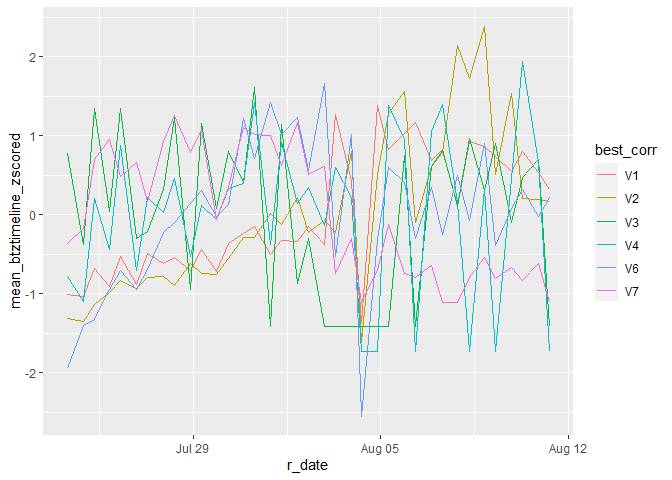 2
1
0
-1
-2
mean_btztimeline_zscored
Jul 29
Aug 05
Aug 12
r_date
best_corr
V1
V2
V3
V4
V6
V7